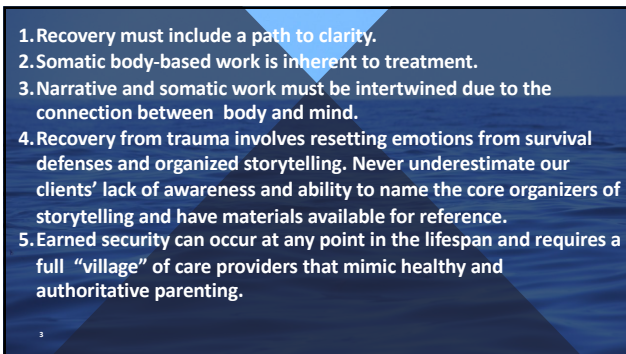 1.Recovery must include a path to clarity.
2.Somatic body-based work is inherent to treatment.
3.Narrative and somatic work must be intertwined due to the
connection between body and mind.
4.Recovery from trauma involves resetting emotions from survival
defenses and organized storytelling. Never underestimate our
clients’ lack of awareness and ability to name the core organizers of
storytelling and have materials available for reference.
5.Earned security can occur at any point in the lifespan and requires a
full “village” of care providers that mimic healthy and
authoritative parenting.
3